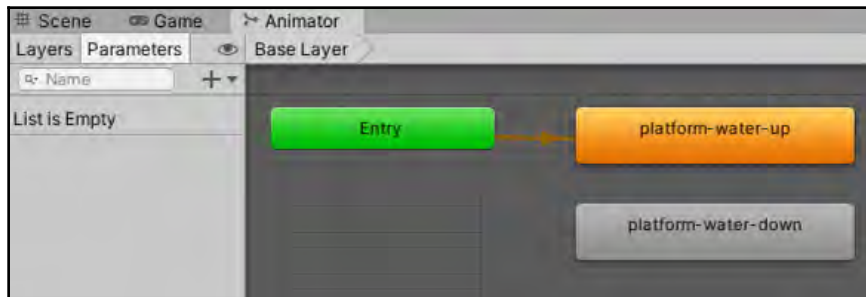 Scene Game Animator
Layers Parameters Base Layer
Name
List is Empty
Entry
platform-water-up
platform-water-down